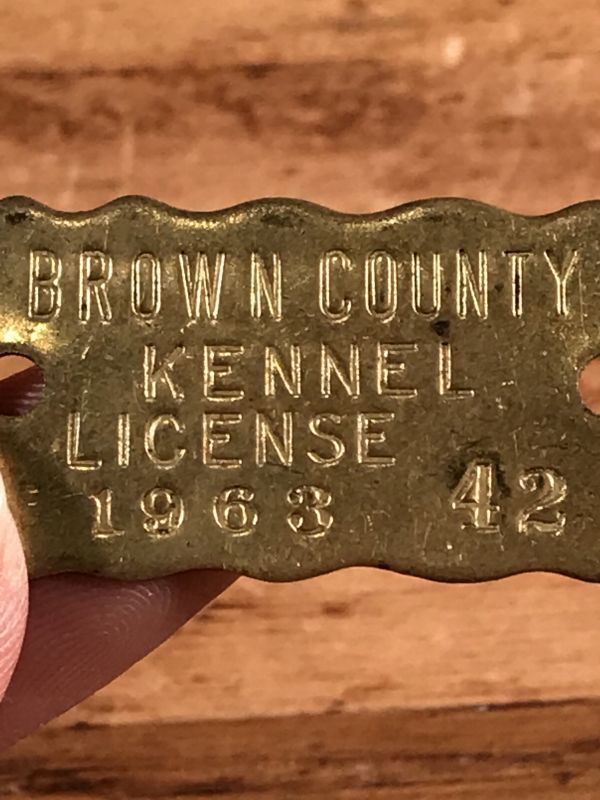 BROWN COUNTY
KENNEL
LICENSE
1963 42